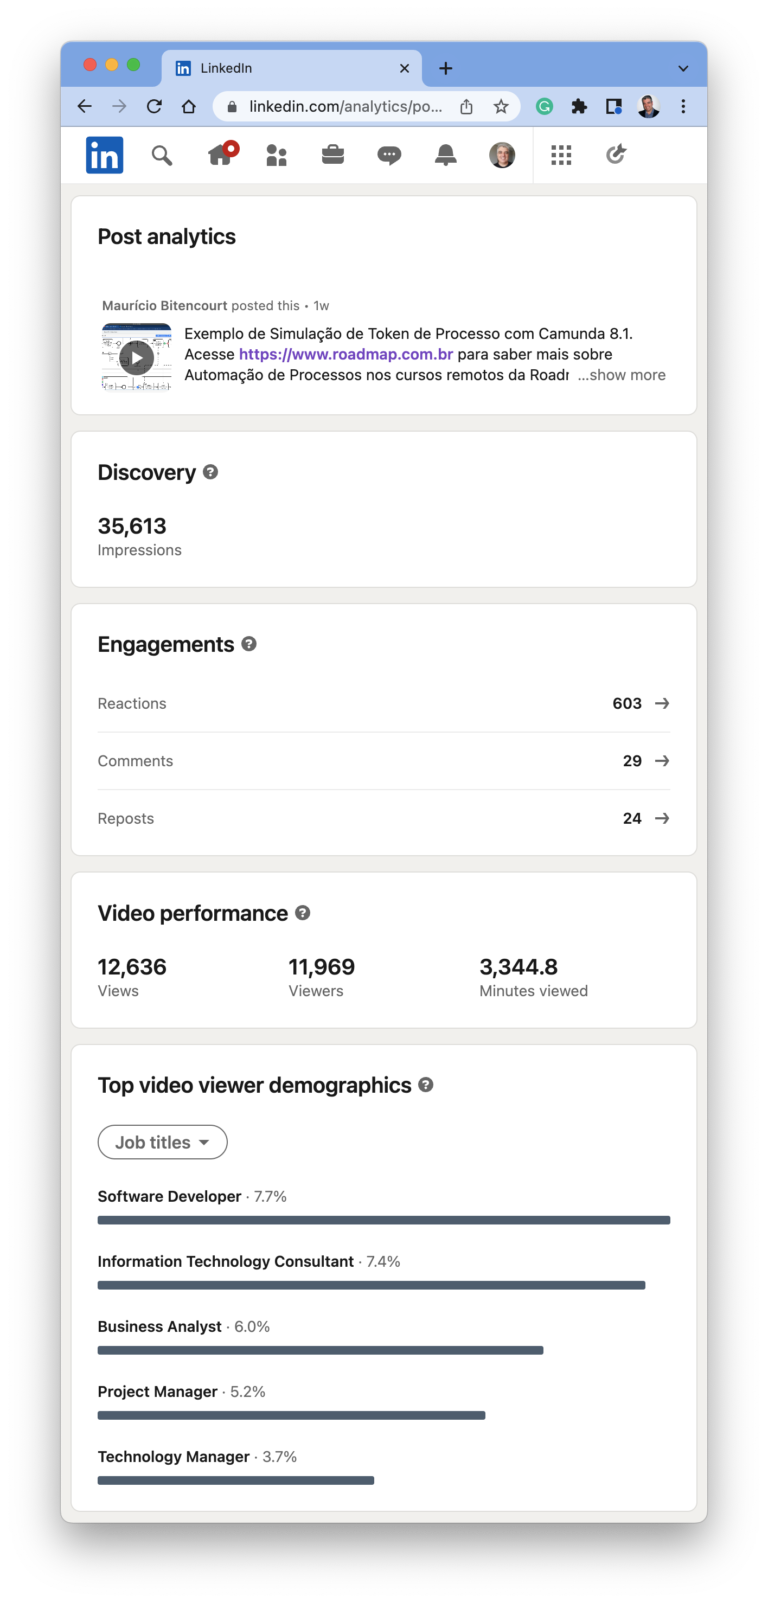 LinkedIn
linkedin.com/analytics/po...
in
Post analytics
Maurício Bitencourt posted this • 1w
Exemplo de Simulação de Token de Processo com Camunda 8.1.
Acesse https://www.roadmap.com.br para saber mais sobre
Automação de Processos nos cursos remotos da Roadr ...show more
Discovery
35,613
Impressions
Engagements
Reactions 603
Comments 29
Reposts 24
Video performance
12,636 11,969 3,344.8
Views Viewers Minutes viewed
Top video viewer demographics
Job titles
Software Developer · 7.7%
Information Technology Consultant · 7.4%
Business Analyst · 6.0%
Project Manager · 5.2%
Technology Manager · 3.7%